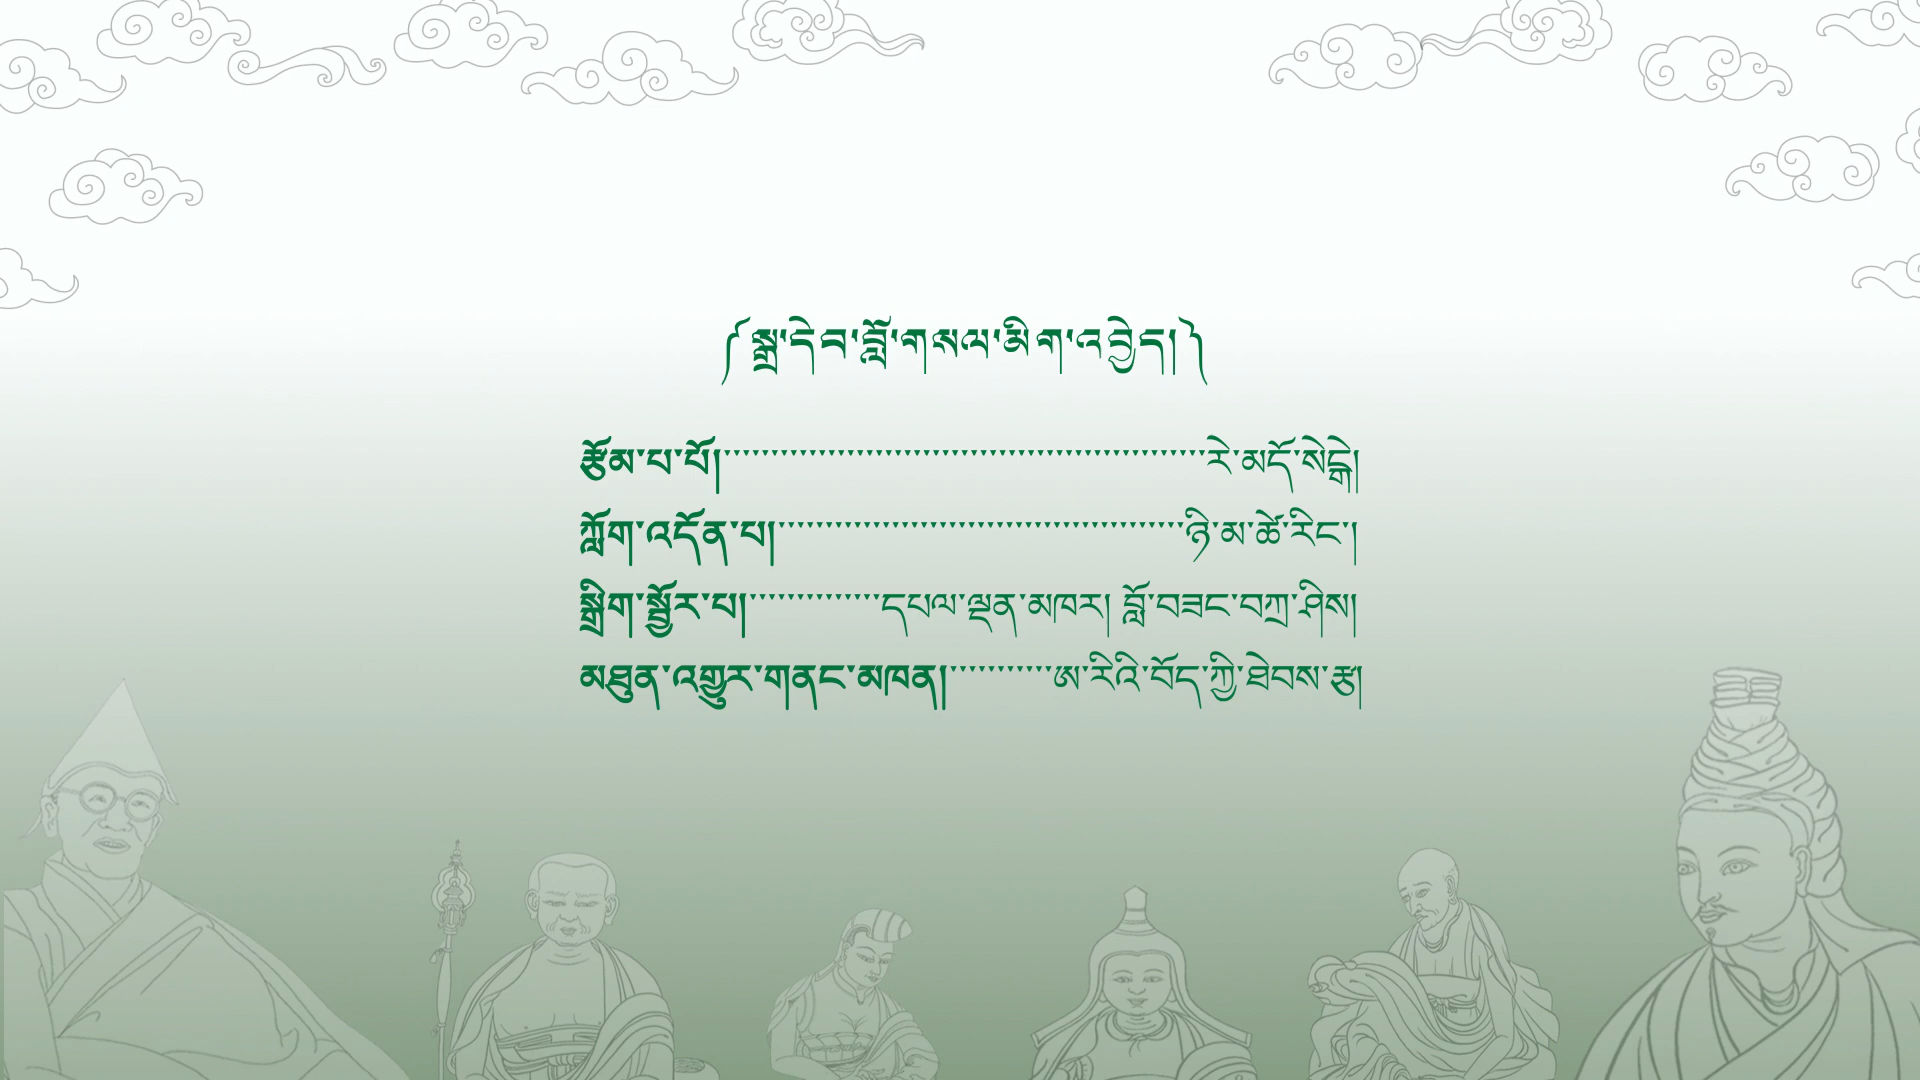 ༼སྒྲ་དེབ་བློ་གསལ་མིག་འབྱེད།༽
རྩོམ་པ་པོ།་་་་་་་་་་་་་་་་་་་་་་་་་་་་་་་་་་་་་་་་་་་་་་་་་་་རེ་མདོ་སེངྒེ།
ཀློག་འདོན་པ།་་་་་་་་་་་་་་་་་་་་་་་་་་་་་་་་་་་་་་་་་་་ཉི་མ་ཚེ་རིང་།
སྒྲིག་སྦྱོར་པ།་་་་་་་་་་་་་་དཔལ་ལྡན་མཁར། བློ་བཟང་བཀྲ་ཤིས།
མཐུན་འགྱུར་གནང་མཁན།་་་་་་་་་་་ཨ་རིའི་བོད་ཀྱི་ཐེབས་རྩ།